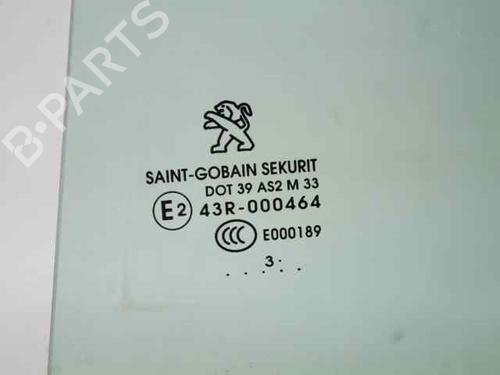 B-PARTS
SAINT-GOBAIN SEKURIT
DOT 39 AS2 M 33
E2 43R-000464
CCC E000189
3.
.....